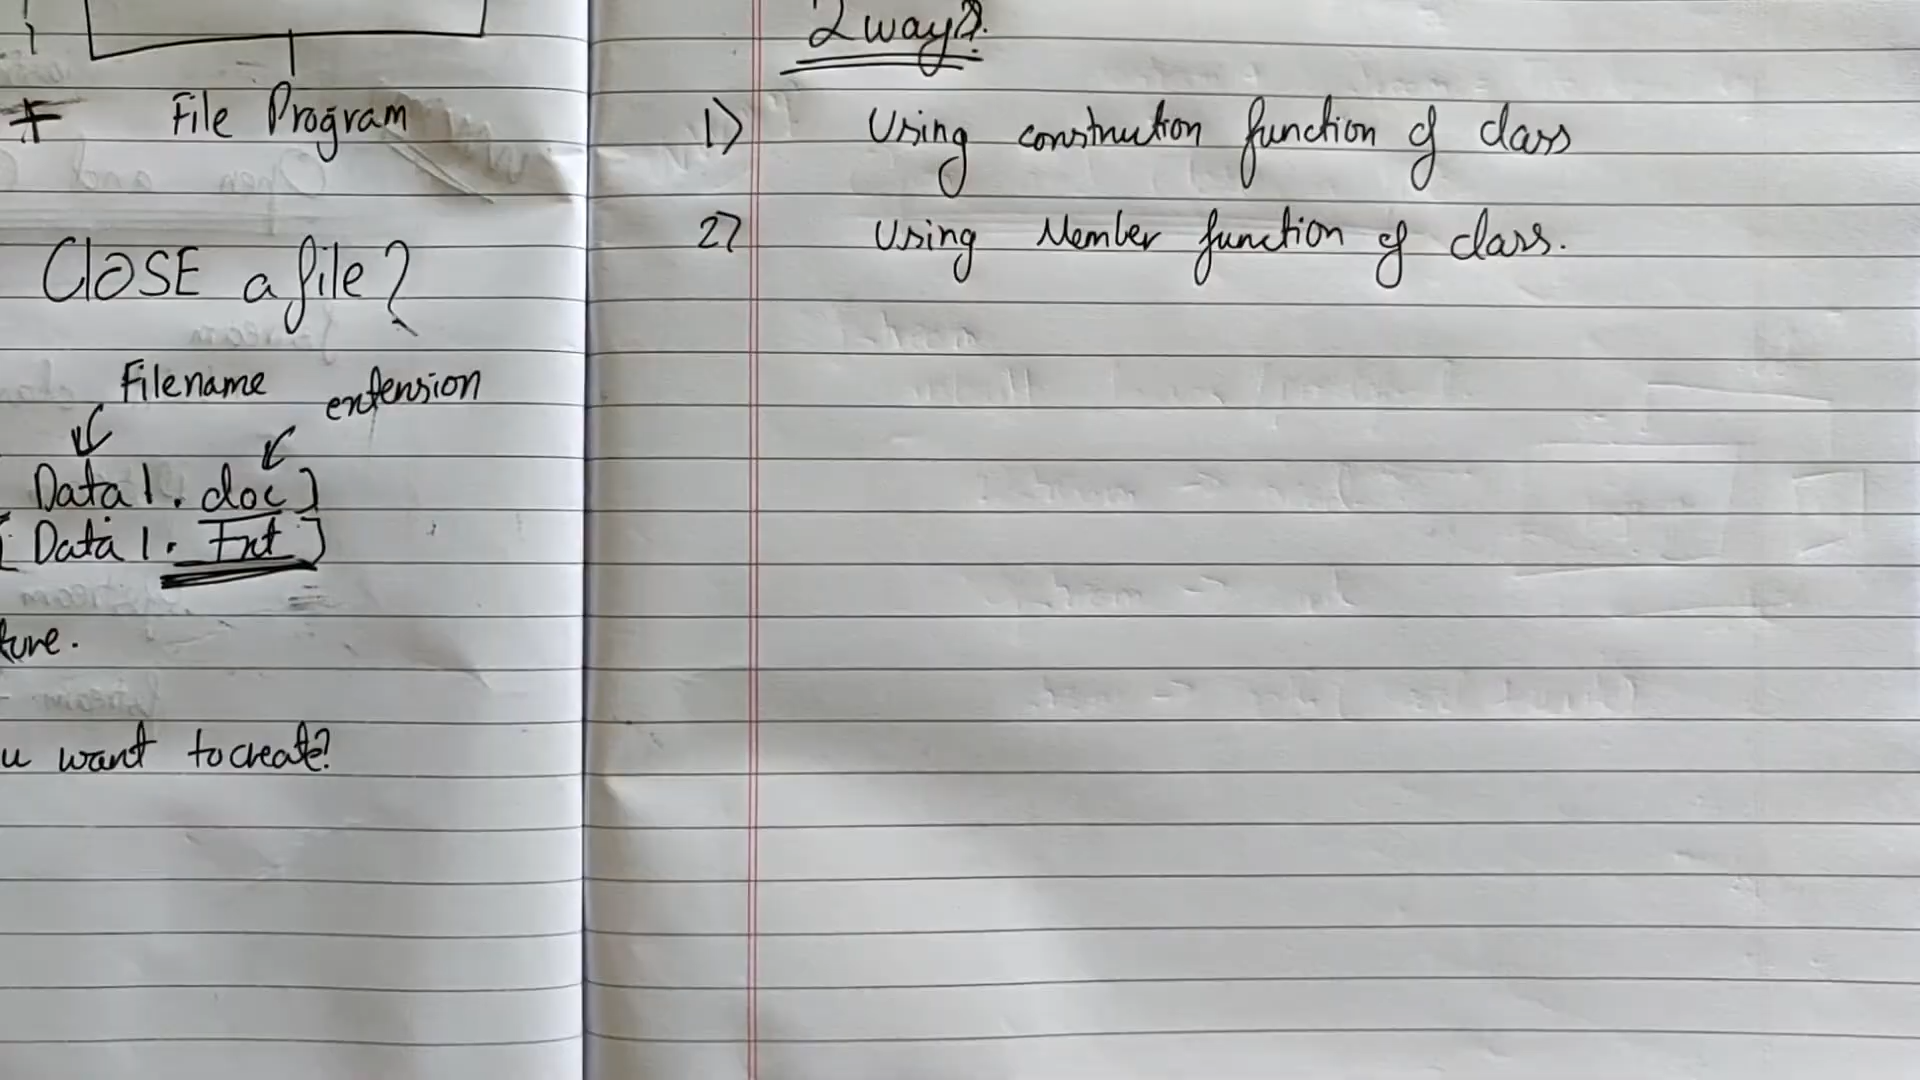 File Program
CLOSE a file?
Filename extension
Data1.doc]
[Data1.Txt]
ture.
u want to create?
2 ways.
1) Using construction function of class
2) Using Member function of class.